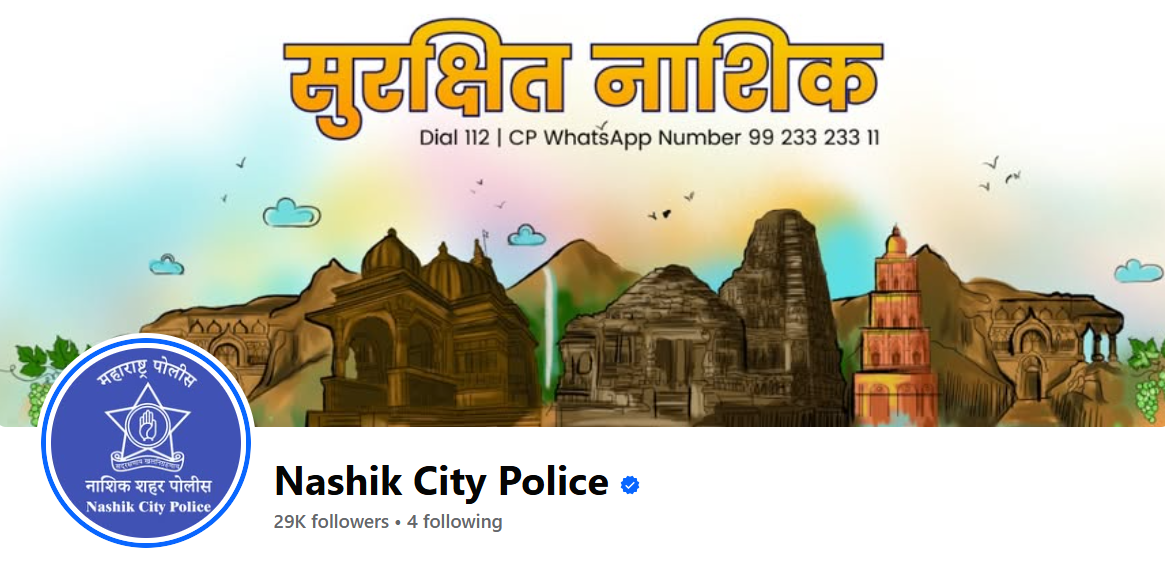 सुरक्षित नाशिक
Dial 112 | CP WhatsApp Number 99 233 233 11
महाराष्ट्र पोलीस
सद्रक्षणाय खलनिग्रहणाय
नाशिक शहर पोलीस
Nashik City Police
Nashik City Police
29K followers • 4 following